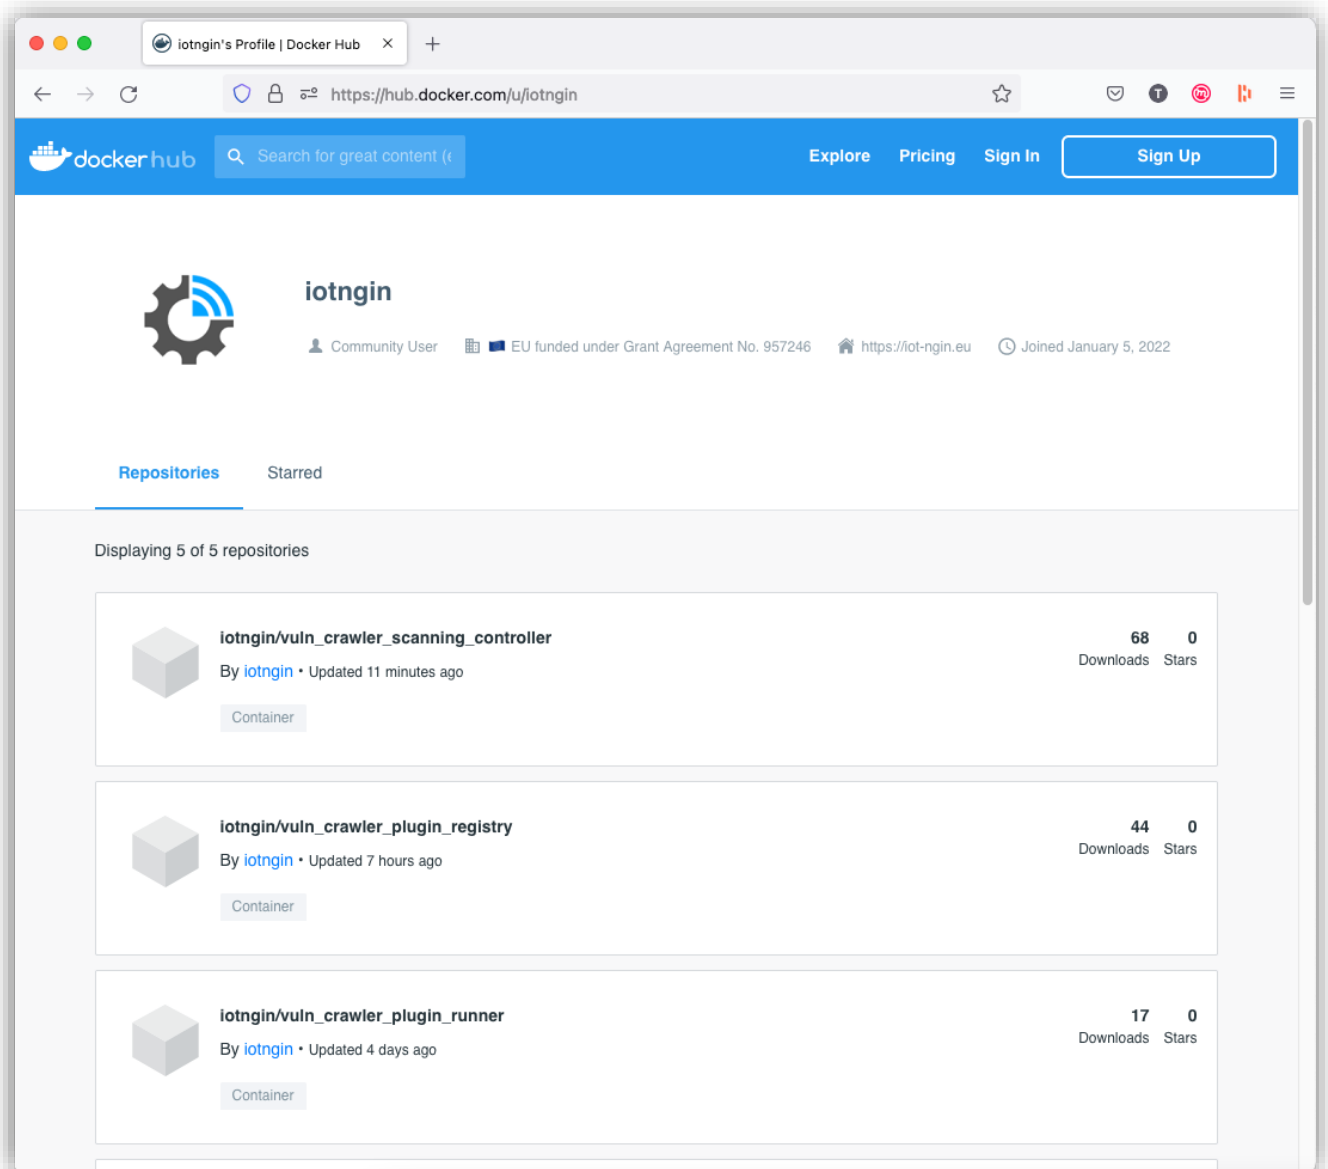 iotngin's Profile | Docker Hub
https://hub.docker.com/u/iotngin
T
dockerhub
Search for great content (e
Explore Pricing Sign In Sign Up
iotngin
Community User EU funded under Grant Agreement No. 957246 https://iot-ngin.eu Joined January 5, 2022
Repositories Starred
Displaying 5 of 5 repositories
iotngin/vuln_crawler_scanning_controller 68 0
By iotngin • Updated 11 minutes ago Downloads Stars
Container
iotngin/vuln_crawler_plugin_registry 44 0
By iotngin • Updated 7 hours ago Downloads Stars
Container
iotngin/vuln_crawler_plugin_runner 17 0
By iotngin • Updated 4 days ago Downloads Stars
Container